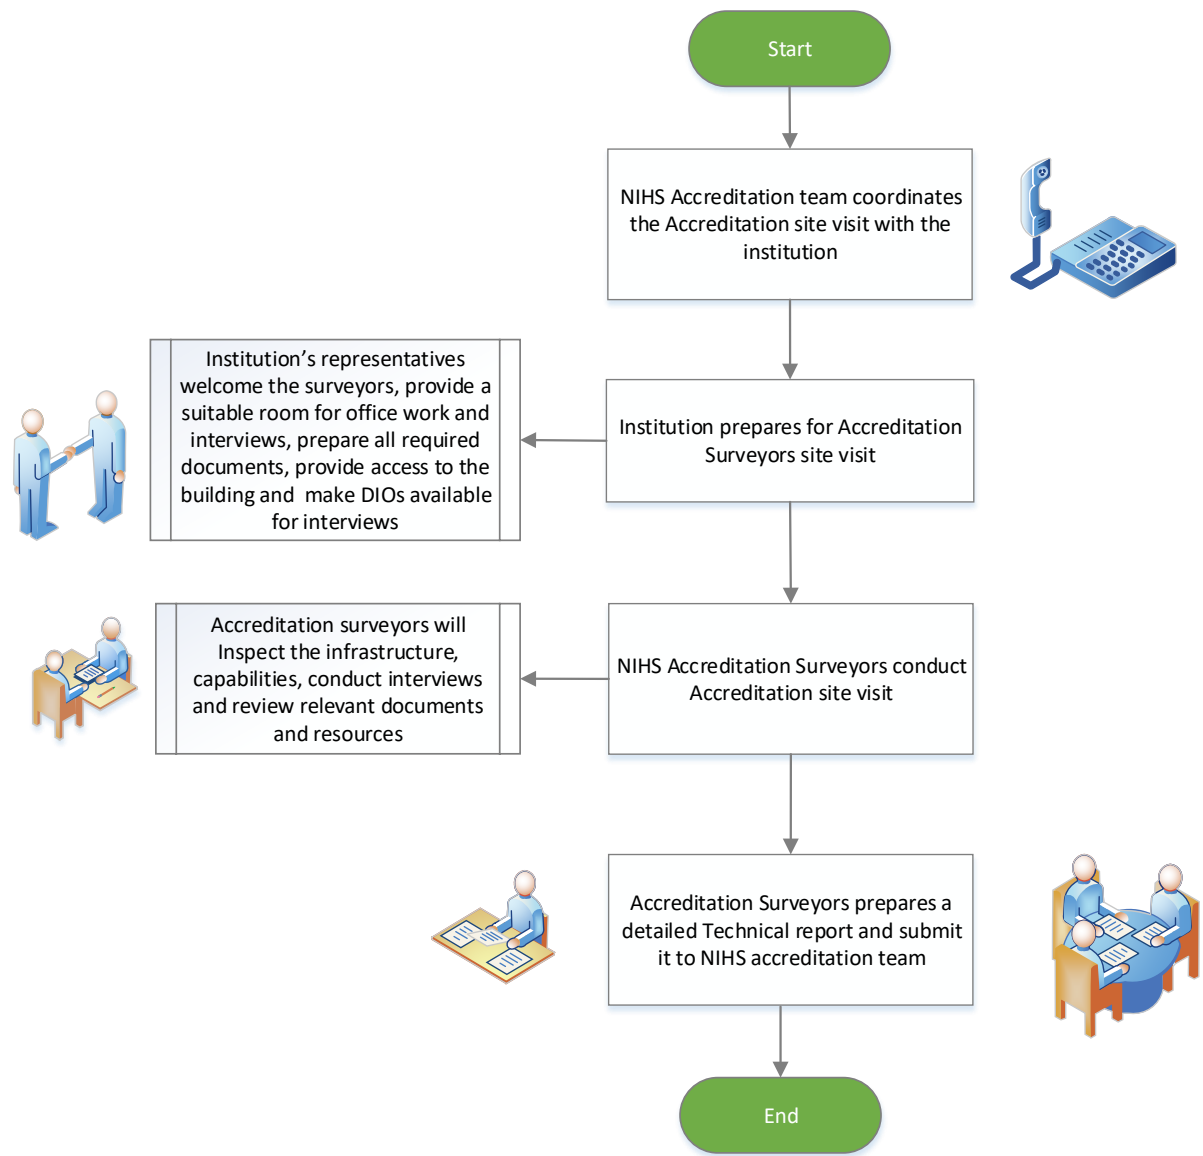 Start
NIHS Accreditation team coordinates
the Accreditation site visit with the
institution
Institution’s representatives
welcome the surveyors, provide a
suitable room for office work and
interviews, prepare all required
documents, provide access to the
building and  make DIOs available
for interviews
Institution prepares for Accreditation
Surveyors site visit
Accreditation surveyors will
Inspect the infrastructure,
capabilities, conduct interviews
and review relevant documents
and resources
NIHS Accreditation Surveyors conduct
Accreditation site visit
Accreditation Surveyors prepares a
detailed Technical report and submit
it to NIHS accreditation team
End